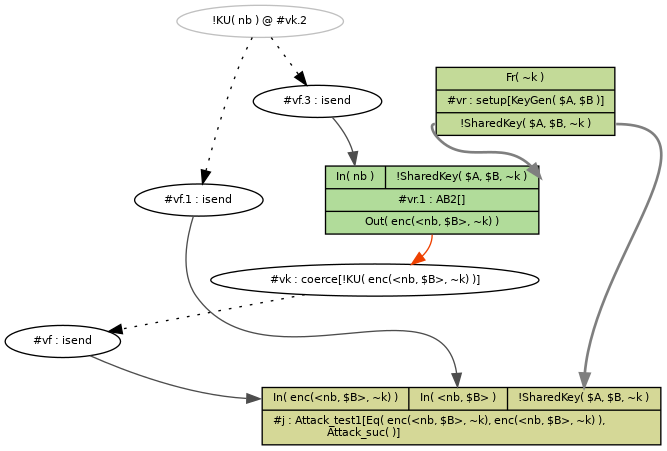 !KU( nb ) @ #vk.2
Fr( ~k )
#vr : setup[KeyGen( $A, $B )]
!SharedKey( $A, $B, ~k )
#vf.3 : isend
In( nb )
!SharedKey( $A, $B, ~k )
#vr.1 : AB2[]
Out( enc(<nb, $B>, ~k) )
#vf.1 : isend
#vk : coerce[!KU( enc(<nb, $B>, ~k) )]
#vf : isend
In( enc(<nb, $B>, ~k) )
In( <nb, $B> )
!SharedKey( $A, $B, ~k )
#j : Attack_test1[Eq( enc(<nb, $B>, ~k), enc(<nb, $B>, ~k) ),
Attack_suc( )]